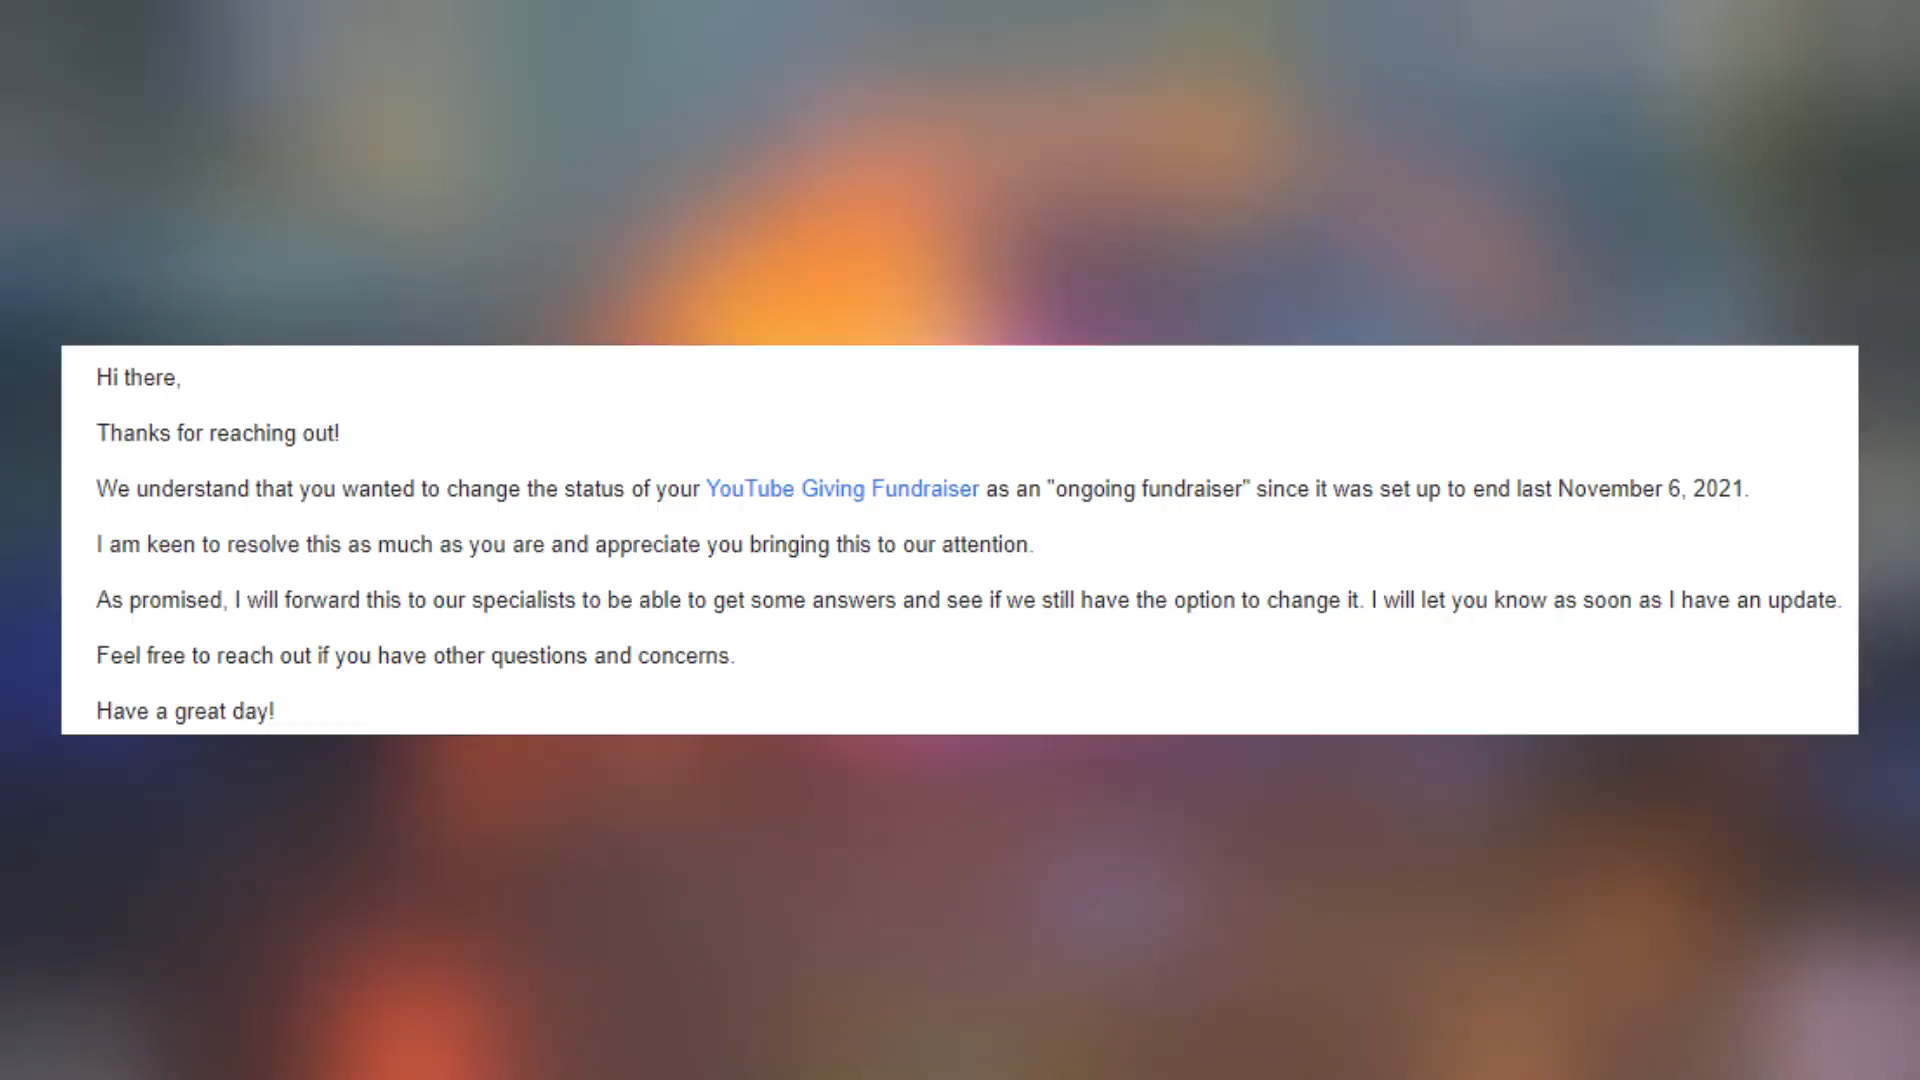 Hi there,
Thanks for reaching out!
We understand that you wanted to change the status of your YouTube Giving Fundraiser as an "ongoing fundraiser" since it was set up to end last November 6, 2021.
I am keen to resolve this as much as you are and appreciate you bringing this to our attention.
As promised, I will forward this to our specialists to be able to get some answers and see if we still have the option to change it. I will let you know as soon as I have an update.
Feel free to reach out if you have other questions and concerns.
Have a great day!